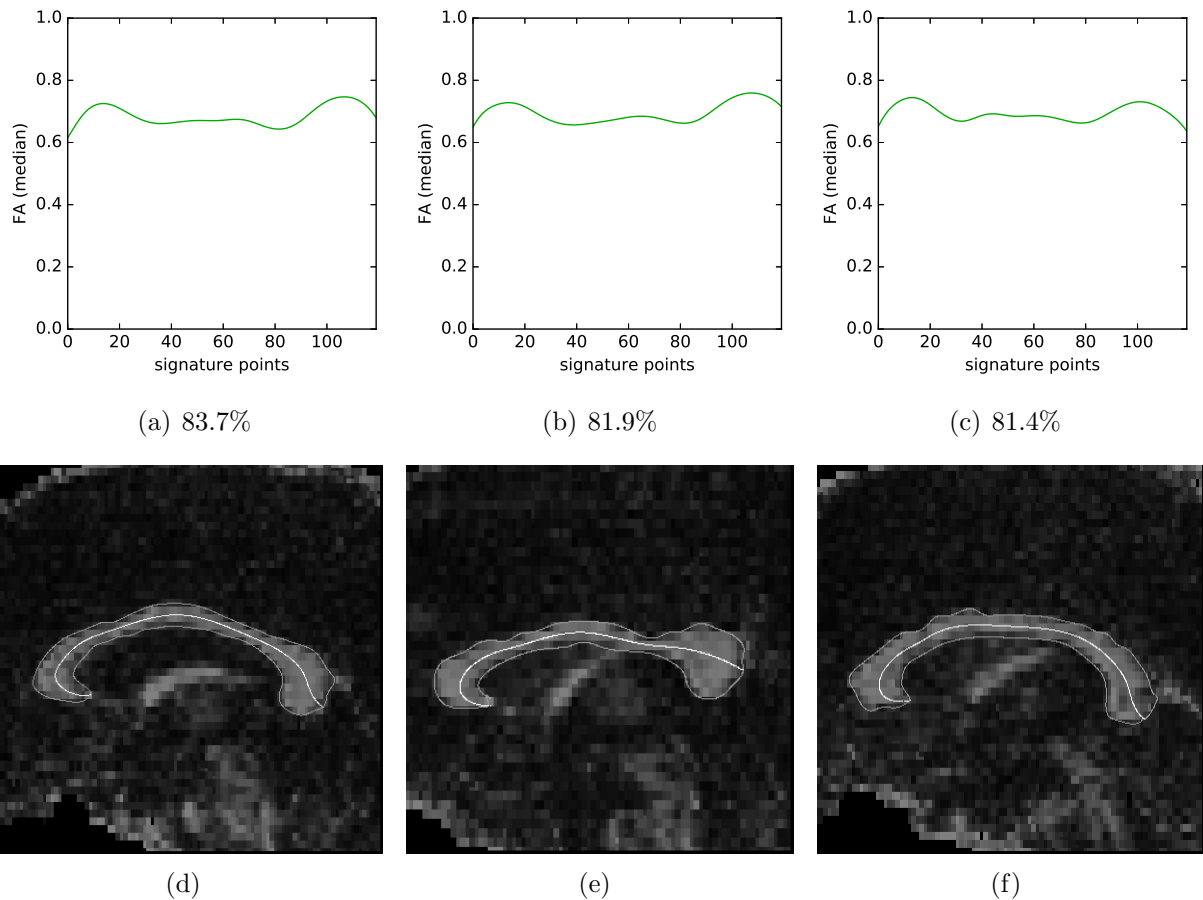 1.0 1.0 1.0
0.8 0.8 0.8
0.6 0.6 0.6
0.4 0.4 0.4
0.2 0.2 0.2
0.0 0.0 0.0
FA (median) FA (median) FA (median)
0 20 40 60 80 100 0 20 40 60 80 100 0 20 40 60 80 100
signature points signature points signature points
(a) 83.7% (b) 81.9% (c) 81.4%
(d) (e) (f)